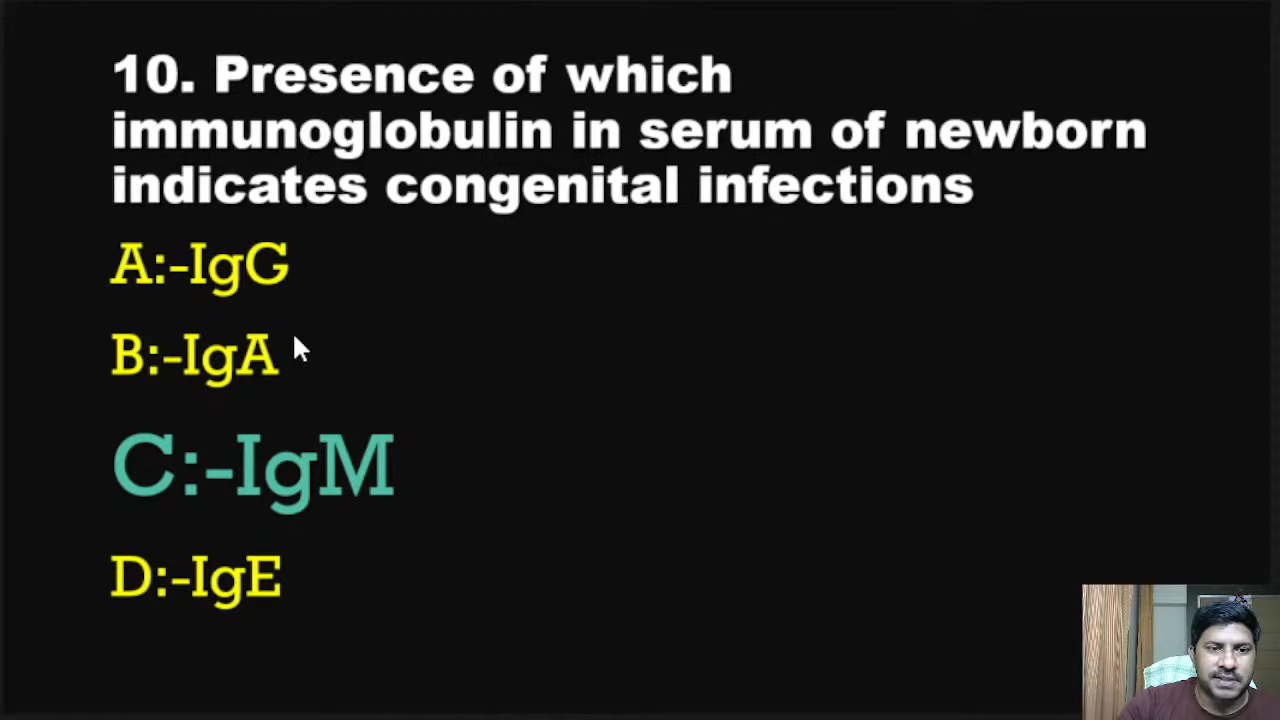 10. Presence of which
immunoglobulin in serum of newborn
indicates congenital infections
A:-IgG
B:-IgA
C:-IgM
D:-IgE